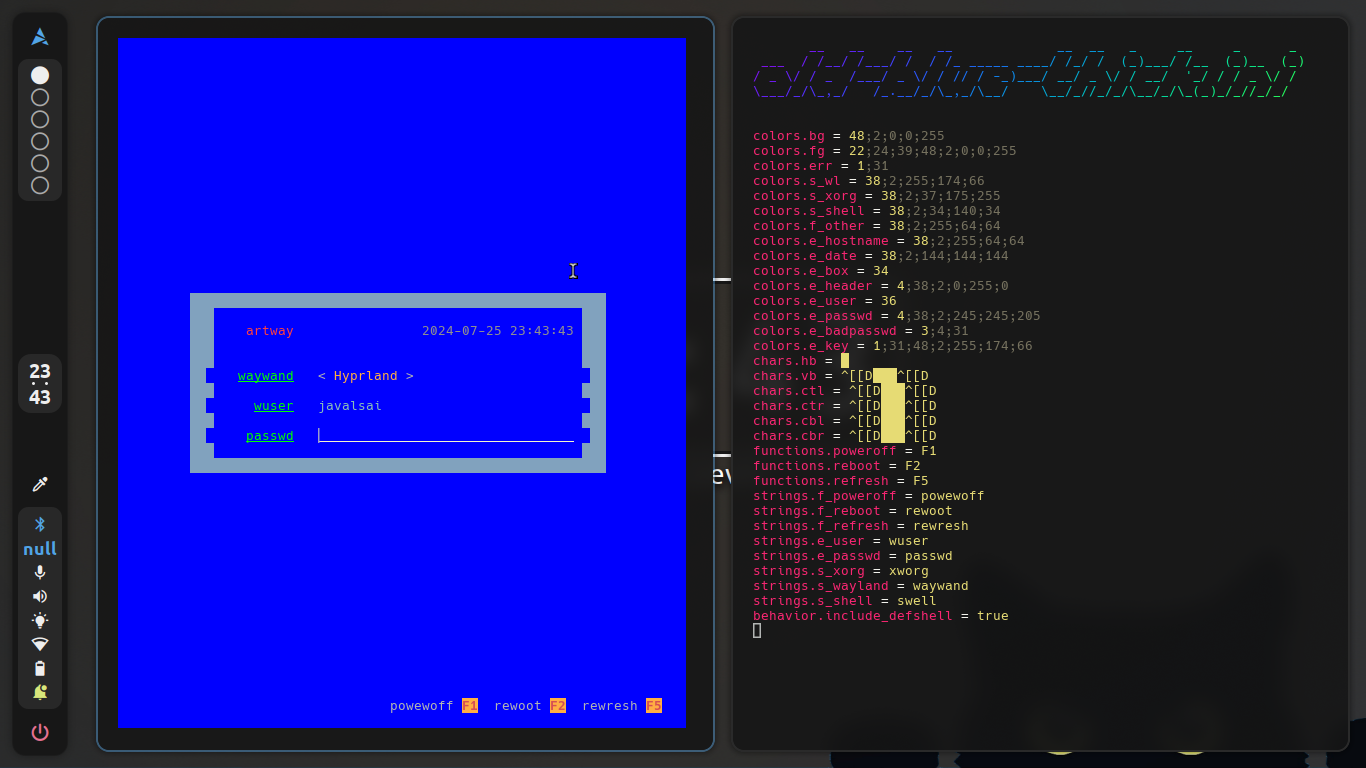 23
43
null
artway 2024-07-25 23:43:43
waywand < Hyprland >
wuser javalsai
passwd
powewoff F1 rewoot F2 rewresh F5
ev
colors.bg = 48;2;0;0;255
colors.fg = 22;24;39;48;2;0;0;255
colors.err = 1;31
colors.s_wl = 38;2;255;174;66
colors.s_xorg = 38;2;37;175;255
colors.s_shell = 38;2;34;140;34
colors.f_other = 38;2;255;64;64
colors.e_hostname = 38;2;255;64;64
colors.e_date = 38;2;144;144;144
colors.e_box = 34
colors.e_header = 4;38;2;0;255;0
colors.e_user = 36
colors.e_passwd = 4;38;2;245;245;205
colors.e_badpasswd = 3;4;31
colors.e_key = 1;31;48;2;255;174;66
chars.hb = █
chars.vb = ^[[D███^[[D
chars.ctl = ^[[D███^[[D
chars.ctr = ^[[D███^[[D
chars.cbl = ^[[D███^[[D
chars.cbr = ^[[D███^[[D
functions.poweroff = F1
functions.reboot = F2
functions.refresh = F5
strings.f_poweroff = powewoff
strings.f_reboot = rewoot
strings.f_refresh = rewresh
strings.e_user = wuser
strings.e_passwd = passwd
strings.s_xorg = xworg
strings.s_wayland = waywand
strings.s_shell = swell
behavior.include_defshell = true